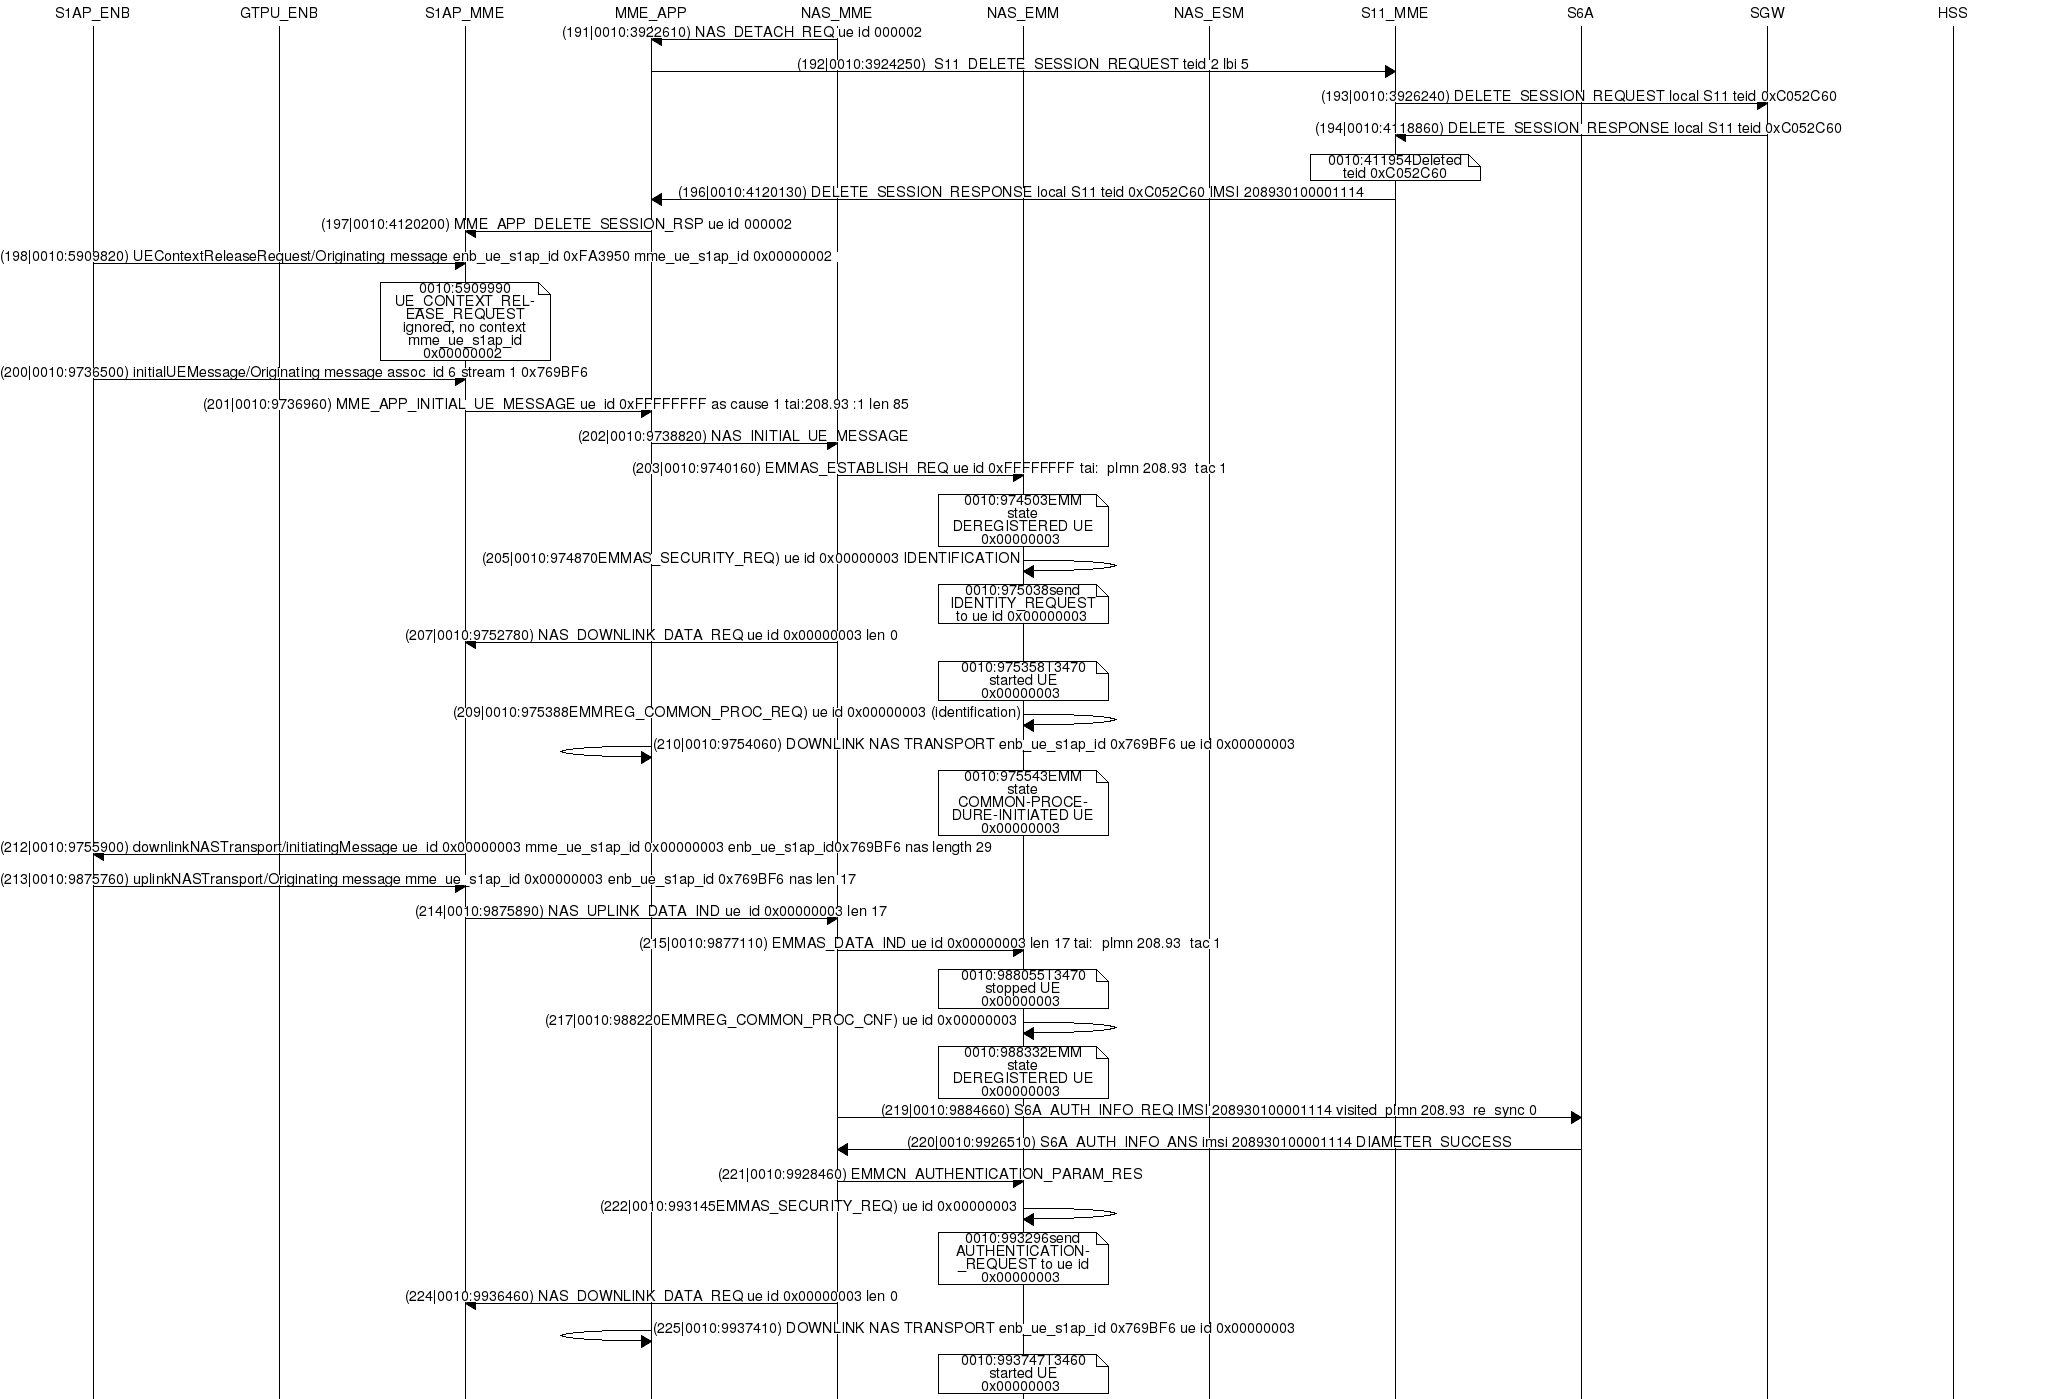 S1AP_ENB GTPU_ENB S1AP_MME MME_APP NAS_MME NAS_EMM NAS_ESM S11_MME S6A SGW HSS
(191|0010:3922610) NAS_DETACH_REQ ue id 000002
(192|0010:3924250) S11_DELETE_SESSION_REQUEST teid 2 lbi 5
(193|0010:3926240) DELETE_SESSION_REQUEST local S11 teid 0xC052C60
(194|0010:4118860) DELETE_SESSION_RESPONSE local S11 teid 0xC052C60
0010:411954Deleted
teid 0xC052C60
(196|0010:4120130) DELETE_SESSION_RESPONSE local S11 teid 0xC052C60 IMSI 208930100001114
(197|0010:4120200) MME_APP_DELETE_SESSION_RSP ue id 000002
(198|0010:5909820) UEContextReleaseRequest/Originating message enb_ue_s1ap_id 0xFA3950 mme_ue_s1ap_id 0x00000002
0010:5909990
UE_CONTEXT_REL-
EASE_REQUEST
ignored, no context
mme_ue_s1ap_id
0x00000002
(200|0010:9736500) initialUEMessage/Originating message assoc_id 6 stream 1 0x769BF6
(201|0010:9736960) MME_APP_INITIAL_UE_MESSAGE ue_id 0xFFFFFFFF as cause 1 tai:208.93 :1 len 85
(202|0010:9738820) NAS_INITIAL_UE_MESSAGE
(203|0010:9740160) EMMAS_ESTABLISH_REQ ue id 0xFFFFFFFF tai: plmn 208.93 tac 1
0010:974503EMM
state
DEREGISTERED UE
0x00000003
(205|0010:974870EMMAS_SECURITY_REQ) ue id 0x00000003 IDENTIFICATION
0010:975038send
IDENTITY_REQUEST
to ue id 0x00000003
(207|0010:9752780) NAS_DOWNLINK_DATA_REQ ue id 0x00000003 len 0
0010:975358T3470
started UE
0x00000003
(209|0010:975388EMMREG_COMMON_PROC_REQ) ue id 0x00000003 (identification)
(210|0010:9754060) DOWNLINK NAS TRANSPORT enb_ue_s1ap_id 0x769BF6 ue id 0x00000003
0010:975543EMM
state
COMMON-PROCE-
DURE-INITIATED UE
0x00000003
(212|0010:9755900) downlinkNASTransport/initiatingMessage ue_id 0x00000003 mme_ue_s1ap_id 0x00000003 enb_ue_s1ap_id0x769BF6 nas length 29
(213|0010:9875760) uplinkNASTransport/Originating message mme_ue_s1ap_id 0x00000003 enb_ue_s1ap_id 0x769BF6 nas len 17
(214|0010:9875890) NAS_UPLINK_DATA_IND ue_id 0x00000003 len 17
(215|0010:9877110) EMMAS_DATA_IND ue id 0x00000003 len 17 tai: plmn 208.93 tac 1
0010:988055T3470
stopped UE
0x00000003
(217|0010:988220EMMREG_COMMON_PROC_CNF) ue id 0x00000003
0010:988332EMM
state
DEREGISTERED UE
0x00000003
(219|0010:9884660) S6A_AUTH_INFO_REQ IMSI 208930100001114 visited_plmn 208.93 re_sync 0
(220|0010:9926510) S6A_AUTH_INFO_ANS imsi 208930100001114 DIAMETER_SUCCESS
(221|0010:9928460) EMMCN_AUTHENTICATION_PARAM_RES
(222|0010:993145EMMAS_SECURITY_REQ) ue id 0x00000003
0010:993296send
AUTHENTICATION-
_REQUEST to ue id
0x00000003
(224|0010:9936460) NAS_DOWNLINK_DATA_REQ ue id 0x00000003 len 0
(225|0010:9937410) DOWNLINK NAS TRANSPORT enb_ue_s1ap_id 0x769BF6 ue id 0x00000003
0010:993747T3460
started UE
0x00000003